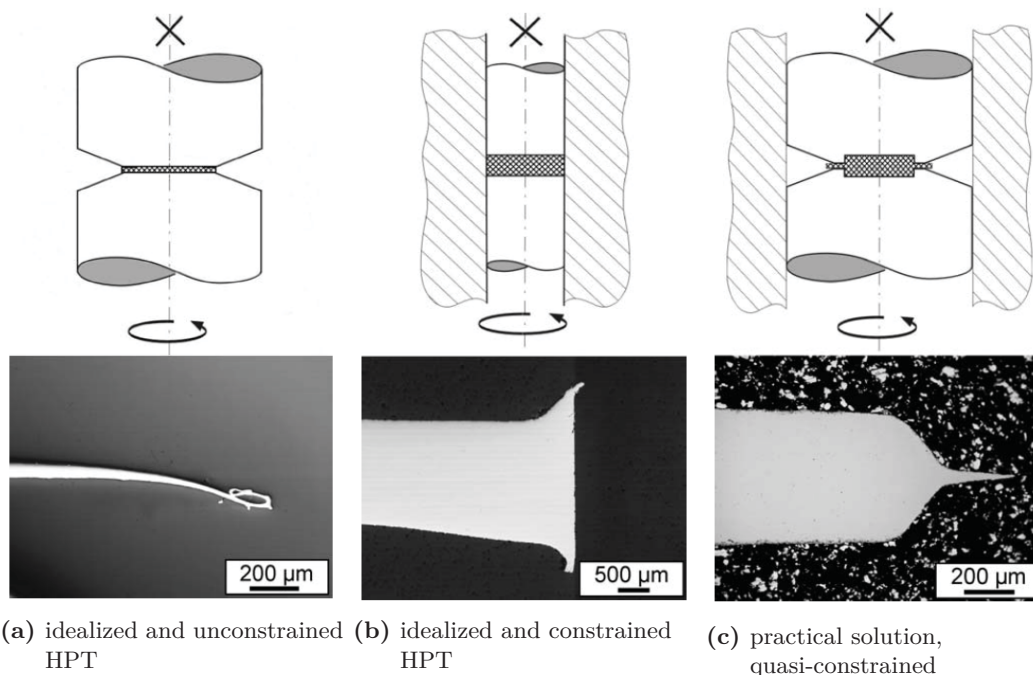 200 µm
500 µm
200 µm
(a) idealized and unconstrained
HPT
(b) idealized and constrained
HPT
(c) practical solution,
quasi-constrained